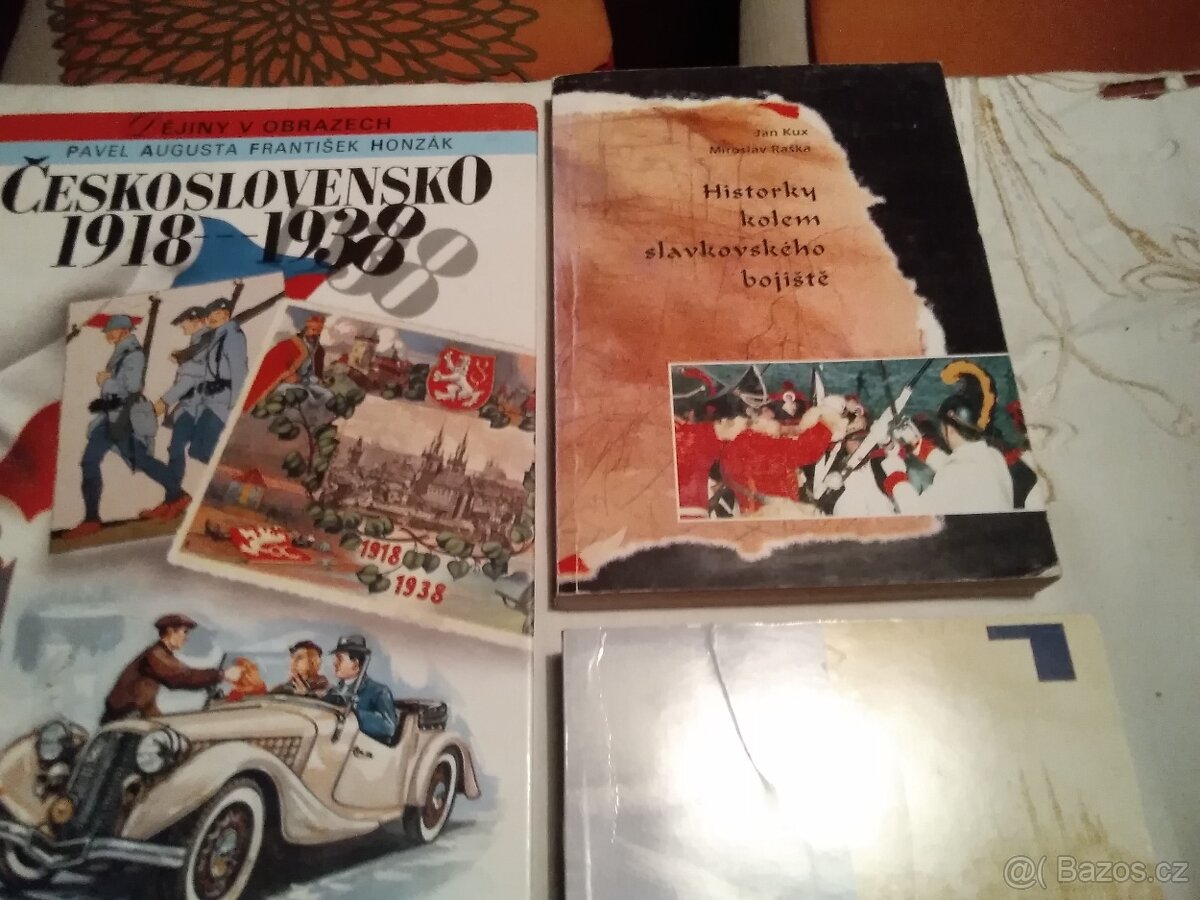 DĚJINY V OBRAZECH
PAVEL AUGUSTA FRANTIŠEK HONZÁK
ČESKOSLOVENSKO
1918–1938
1918
1938
Jan Kux
Miroslav Raška
Historky
kolem
slavkovského
bojiště
Bazos.cz